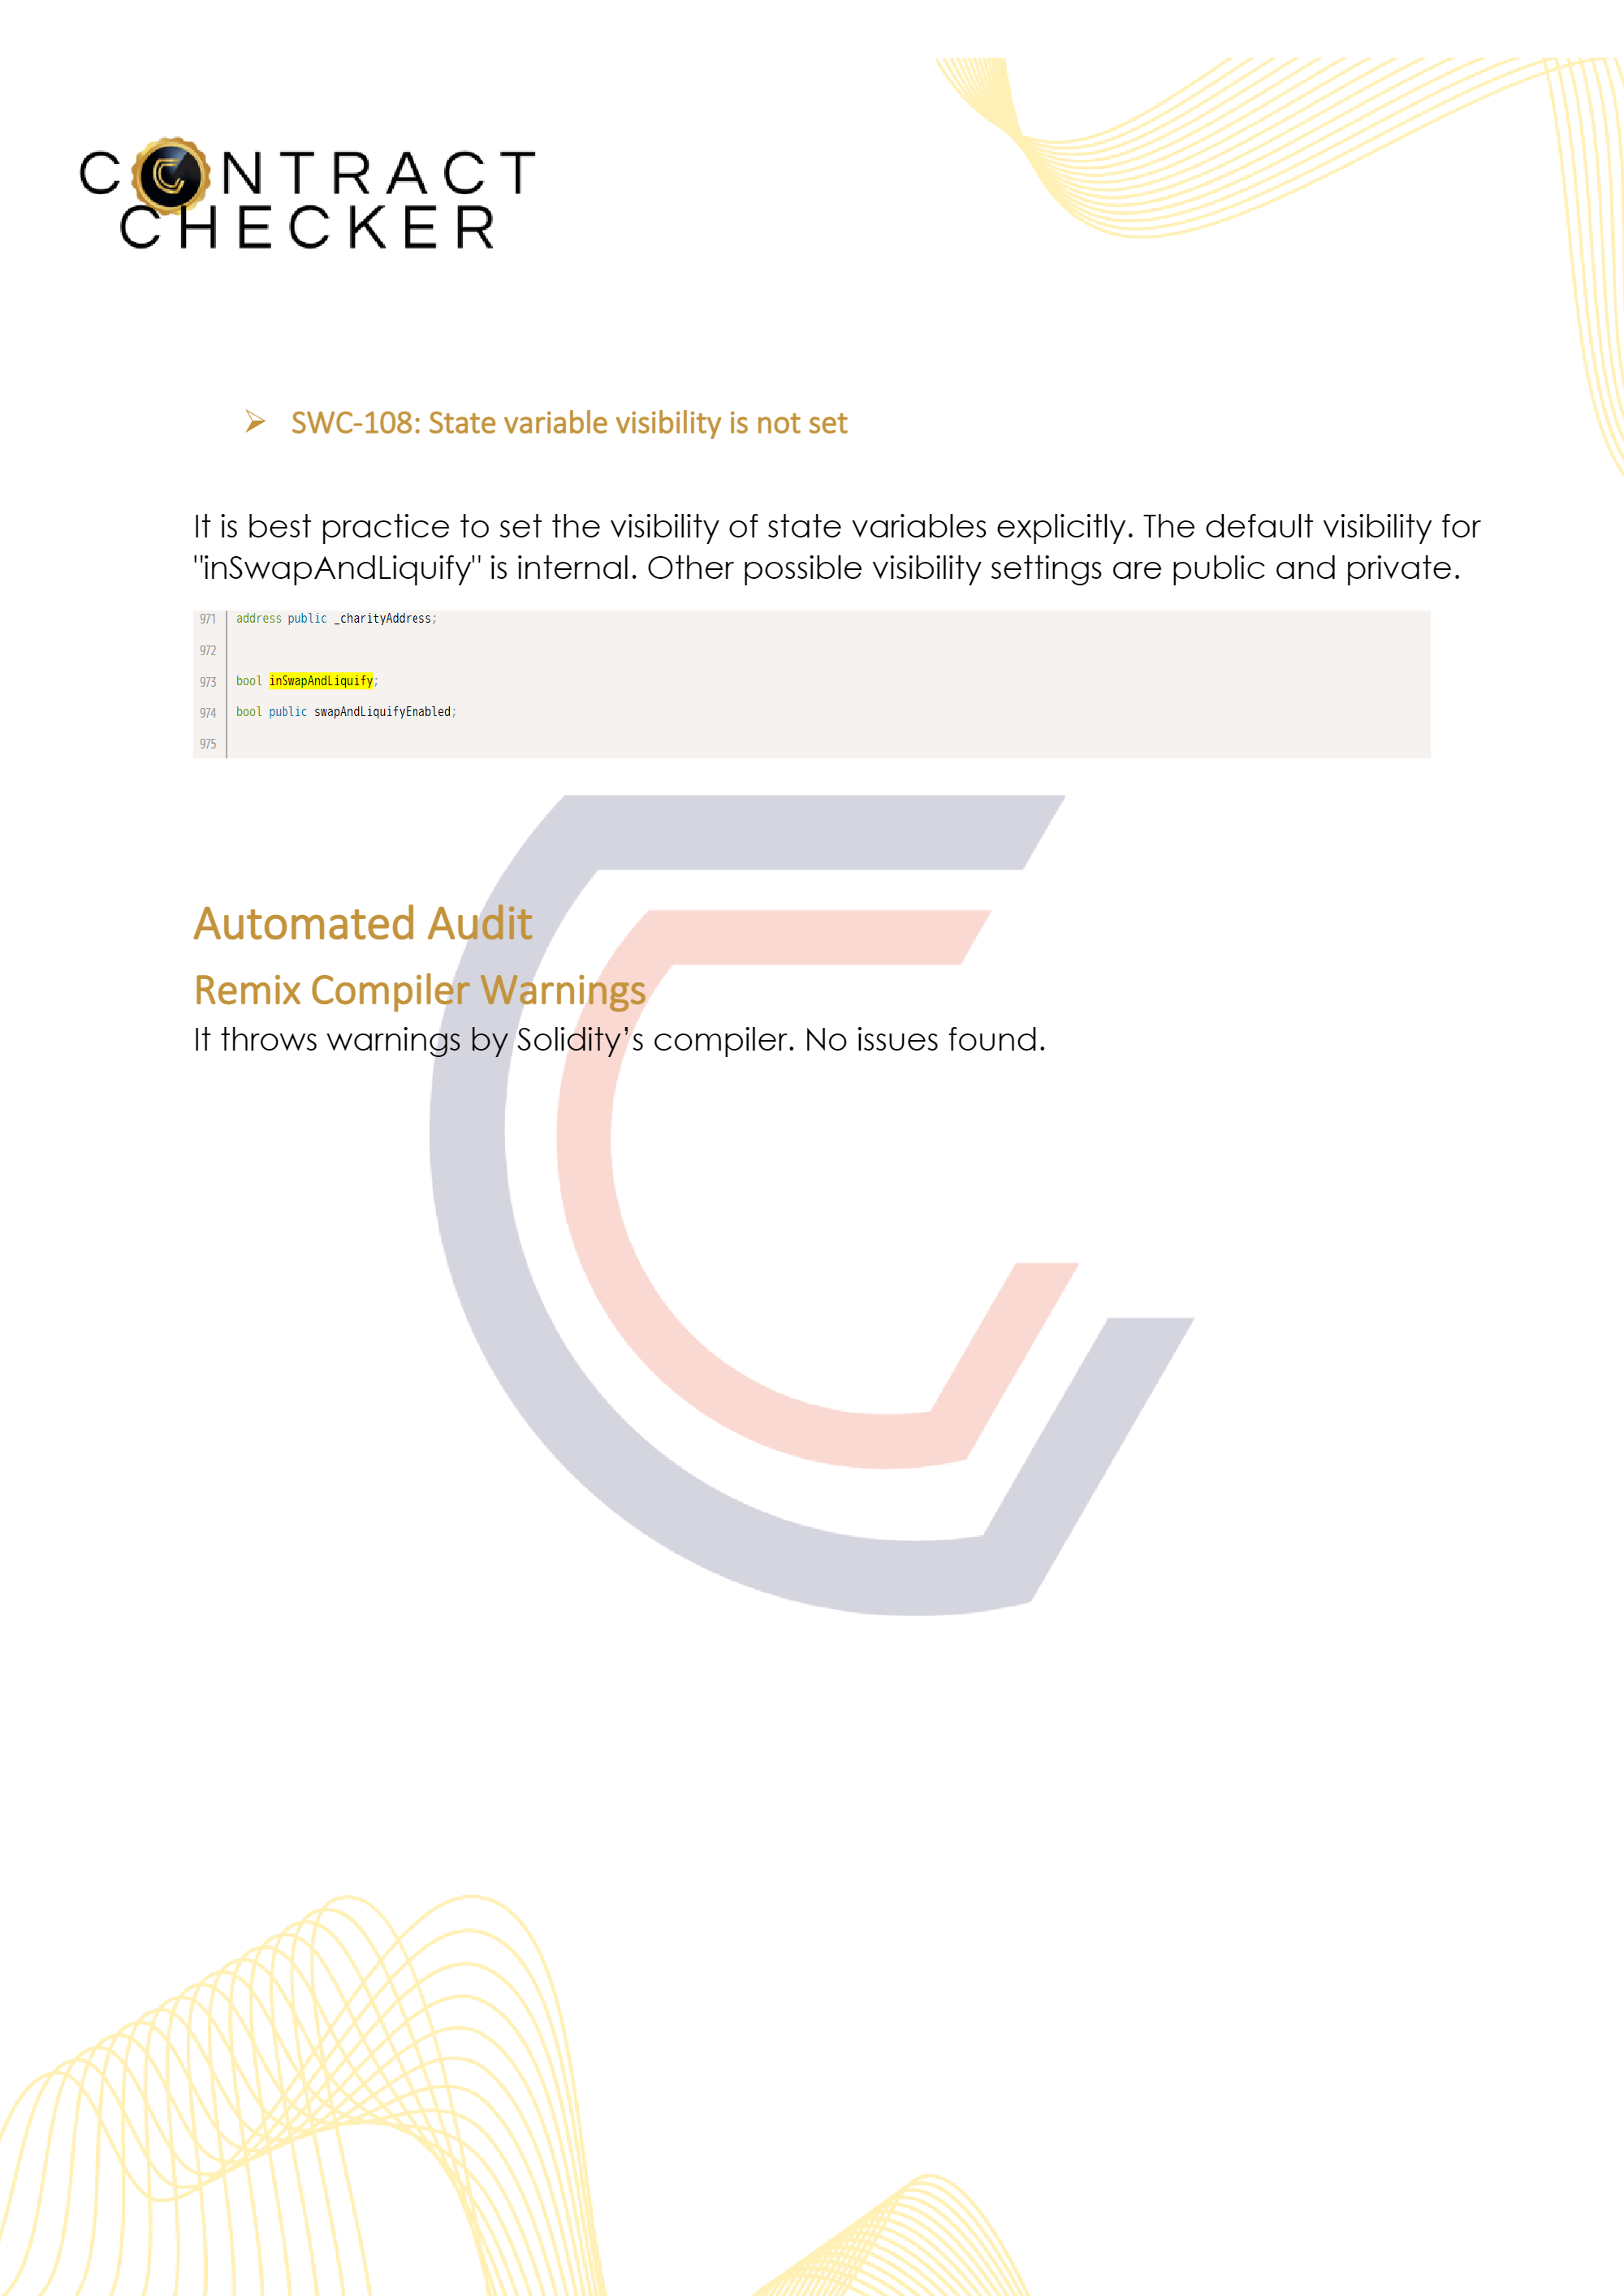 CONTRACT
CHECKER
➢ SWC-108: State variable visibility is not set
It is best practice to set the visibility of state variables explicitly. The default visibility for
"inSwapAndLiquify" is internal. Other possible visibility settings are public and private.
971 address public _charityAddress;
972
973 bool inSwapAndLiquify;
974 bool public swapAndLiquifyEnabled;
975
Automated Audit
Remix Compiler Warnings
It throws warnings by Solidity’s compiler. No issues found.